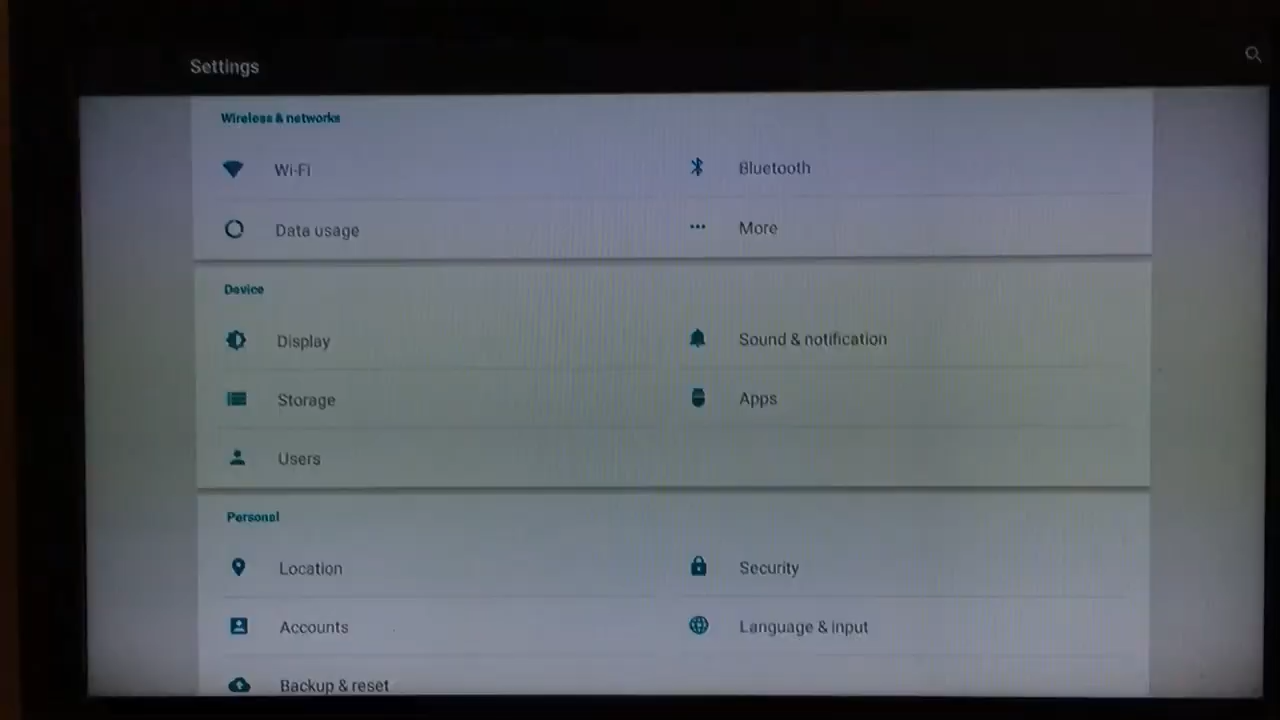 Settings
Wireless & networks
Wi-Fi
Bluetooth
Data usage
More
Device
Display
Sound & notification
Storage
Apps
Users
Personal
Location
Security
Accounts
Language & input
Backup & reset